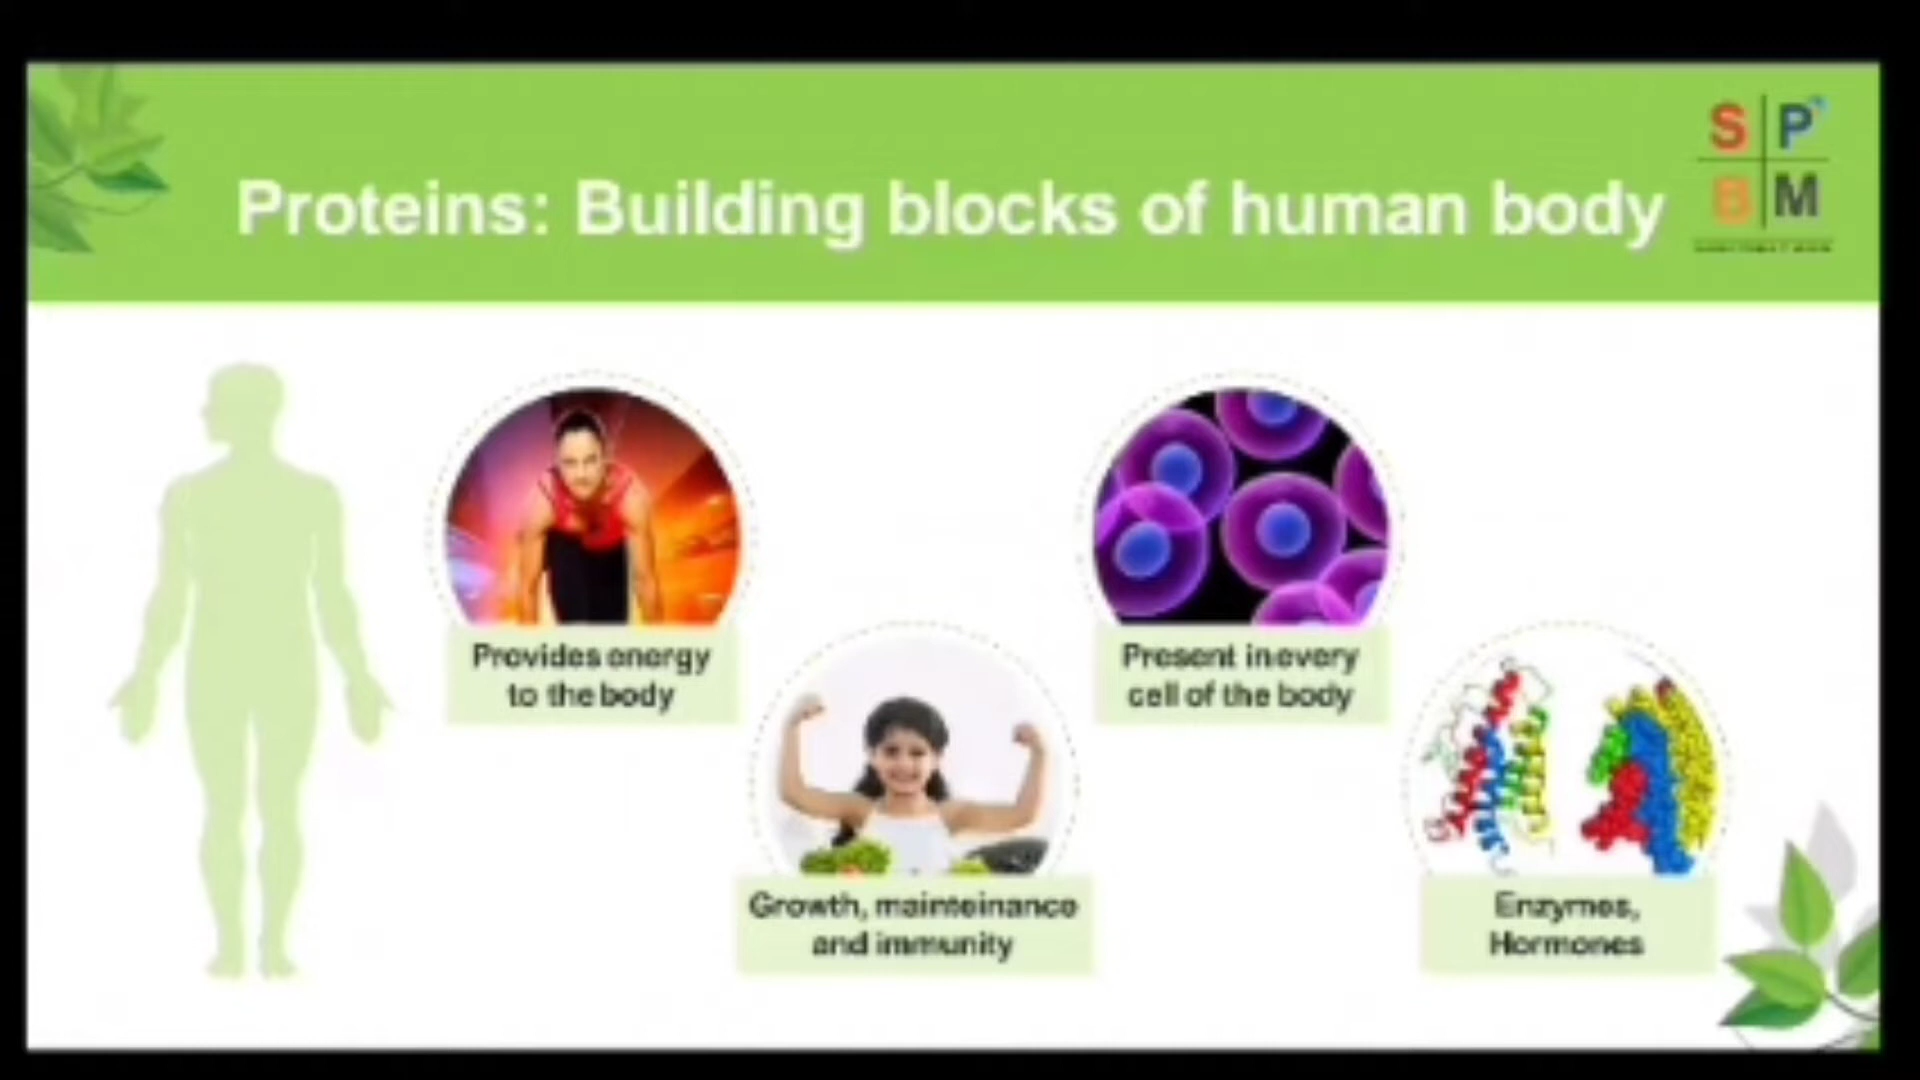 Proteins: Building blocks of human body
S P
B M
Provides energy
to the body
Growth, mainteinance
and immunity
Present in every
cell of the body
Enzymes,
Hormones